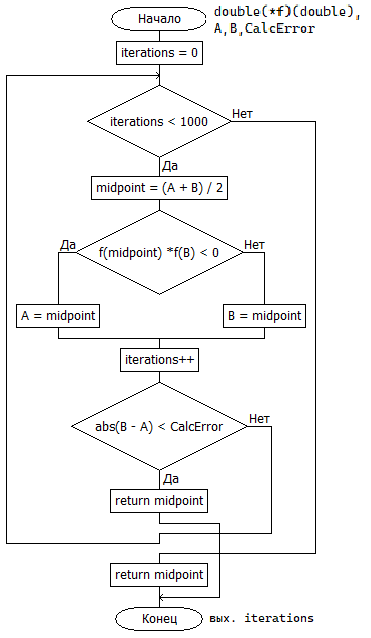 Начало
double(*f)(double),
A,B,CalcError
iterations = 0
iterations < 1000
Нет
Да
midpoint = (A + B) / 2
Да
f(midpoint) *f(B) < 0
Нет
A = midpoint
B = midpoint
iterations++
abs(B - A) < CalcError
Нет
Да
return midpoint
return midpoint
Конец
вых. iterations